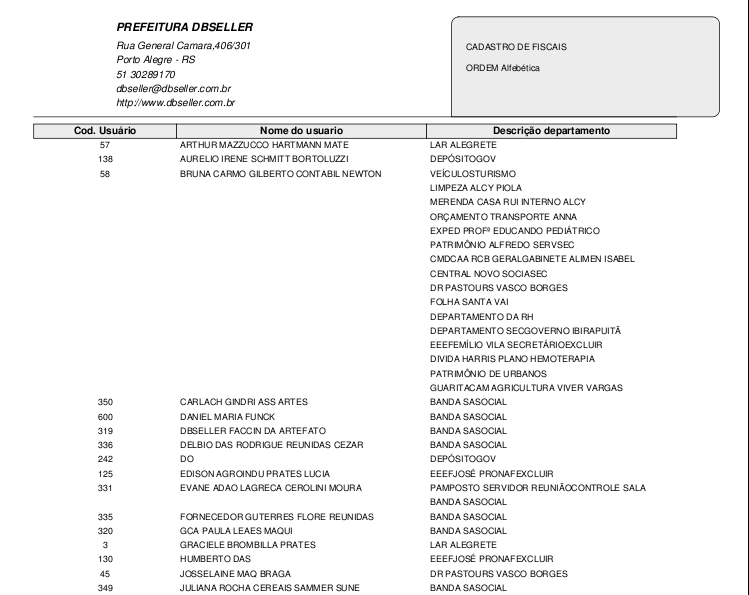 PREFEITURA DBSELLER
Rua General Camara,406/301
Porto Alegre - RS
51 30289170
dbseller@dbseller.com.br
http://www.dbseller.com.br
CADASTRO DE FISCAIS
ORDEM Alfebética
Cod. Usuário Nome do usuario Descrição departamento
57 ARTHUR MAZZUCCO HARTMANN MATE LAR ALEGRETE
138 AURELIO IRENE SCHMITT BORTOLUZZI DEPÓSITOGOV
58 BRUNA CARMO GILBERTO CONTABIL NEWTON VEÍCULOSTURISMO
LIMPEZA ALCY PIOLA
MERENDA CASA RUI INTERNO ALCY
ORÇAMENTO TRANSPORTE ANNA
EXPED PROFº EDUCANDO PEDIÁTRICO
PATRIMÔNIO ALFREDO SERVSEC
CMDCAA RCB GERALGABINETE ALIMEN ISABEL
CENTRAL NOVO SOCIASEC
DR PASTOURS VASCO BORGES
FOLHA SANTA VAI
DEPARTAMENTO DA RH
DEPARTAMENTO SECGOVERNO IBIRAPUITÃ
EEEFEMÍLIO VILA SECRETÁRIOEXCLUIR
DIVIDA HARRIS PLANO HEMOTERAPIA
PATRIMÔNIO DE URBANOS
GUARITACAM AGRICULTURA VIVER VARGAS
350 CARLACH GINDRI ASS ARTES BANDA SASOCIAL
600 DANIEL MARIA FUNCK BANDA SASOCIAL
319 DBSELLER FACCIN DA ARTEFATO BANDA SASOCIAL
336 DELBIO DAS RODRIGUE REUNIDAS CEZAR BANDA SASOCIAL
242 DO DEPÓSITOGOV
125 EDISON AGROINDU PRATES LUCIA EEEFJOSÉ PRONAFEXCLUIR
331 EVANE ADAO LAGRECA CEROLINI MOURA PAMPOSTO SERVIDOR REUNIÃOCONTROLE SALA
BANDA SASOCIAL
335 FORNECEDOR GUTERRES FLORE REUNIDAS BANDA SASOCIAL
320 GCA PAULA LEAES MAQUI BANDA SASOCIAL
3 GRACIELE BROMBILLA PRATES LAR ALEGRETE
130 HUMBERTO DAS EEEFJOSÉ PRONAFEXCLUIR
45 JOSSELAINE MAQ BRAGA DR PASTOURS VASCO BORGES
349 JULIANA ROCHA CEREAIS SAMMER SUNE BANDA SASOCIAL